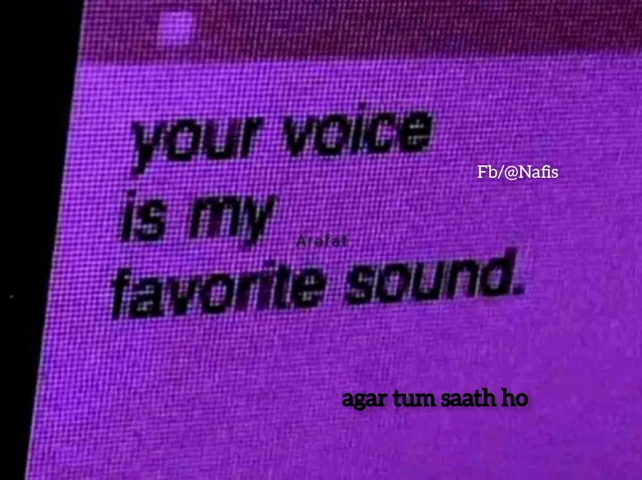 your voice
Fb/@Nafis
is my
Arafat
favorite sound.
agar tum saath ho